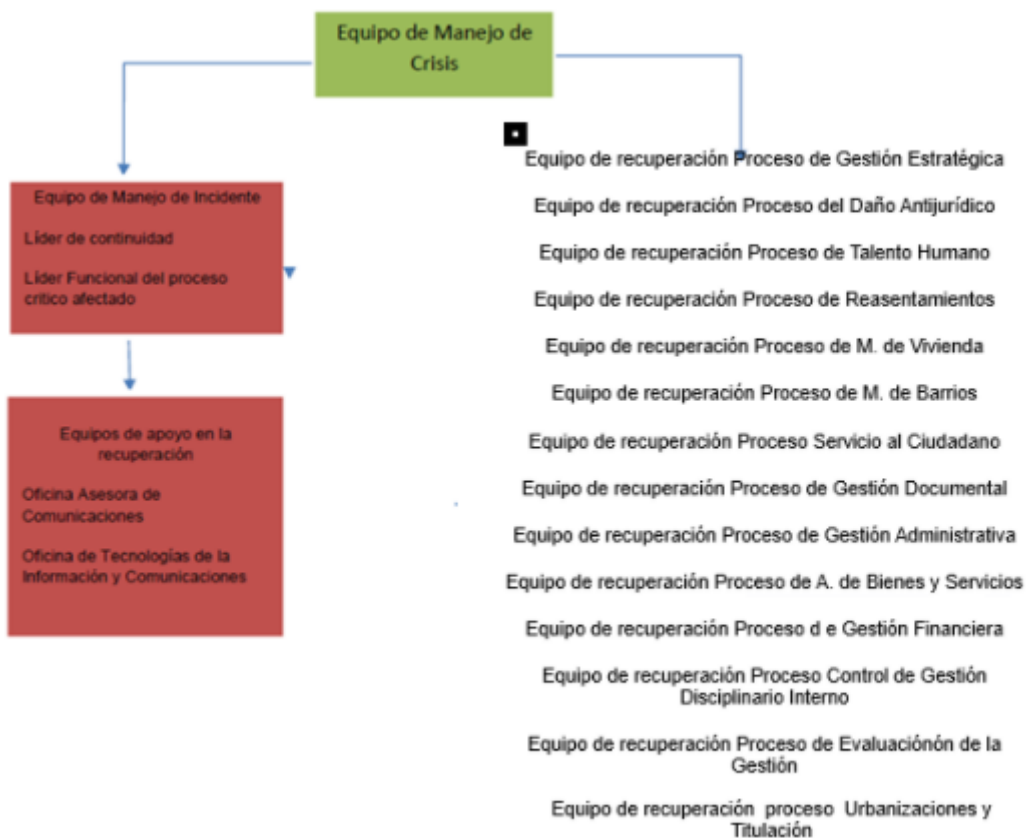 Equipo de Manejo de
Crisis
Equipo de Manejo de Incidente
Líder de continuidad
Líder Funcional del proceso
critico afectado
Equipos de apoyo en la
recuperación
Oficina Asesora de
Comunicaciones
Oficina de Tecnologías de la
Información y Comunicaciones
Equipo de recuperación Proceso de Gestión Estratégica
Equipo de recuperación Proceso del Daño Antijurídico
Equipo de recuperación Proceso de Talento Humano
Equipo de recuperación Proceso de Reasentamientos
Equipo de recuperación Proceso de M. de Vivienda
Equipo de recuperación Proceso de M. de Barrios
Equipo de recuperación Proceso Servicio al Ciudadano
Equipo de recuperación Proceso de Gestión Documental
Equipo de recuperación Proceso de Gestión Administrativa
Equipo de recuperación Proceso de A. de Bienes y Servicios
Equipo de recuperación Proceso d e Gestión Financiera
Equipo de recuperación Proceso Control de Gestión
Disciplinario Interno
Equipo de recuperación Proceso de Evaluaciónón de la
Gestión
Equipo de recuperación proceso Urbanizaciones y
Titulación